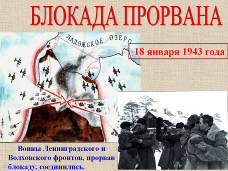 БЛОКАДА ПРОРВАНА
ЛАДОЖСКОЕ ОЗЕРО
18 января 1943 года
Воины Ленинградского и
Волховского фронтов, прорвав
блокаду, соединились.